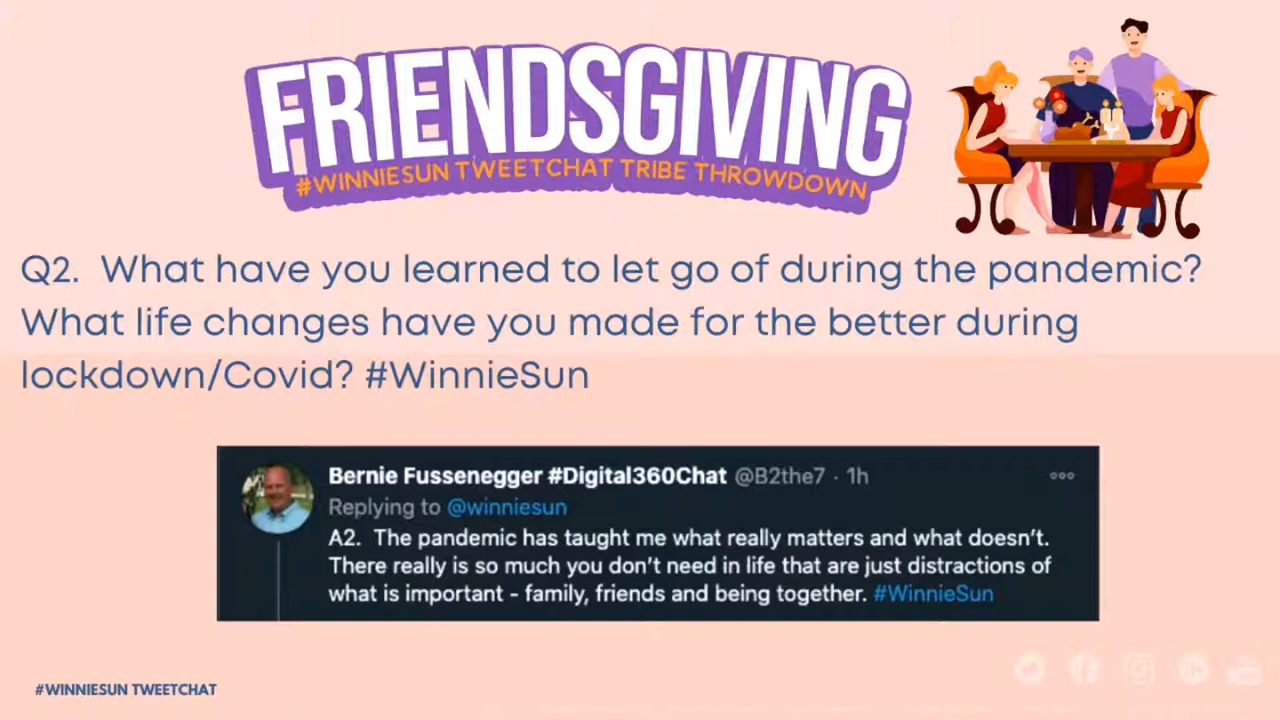 FRIENDSGIVING
#WINNIESUN TWEETCHAT TRIBE THROWDOWN
Q2. What have you learned to let go of during the pandemic?
What life changes have you made for the better during
lockdown/Covid? #WinnieSun
Bernie Fussenegger #Digital360Chat @B2the7 · 1h
Replying to @winniesun
A2. The pandemic has taught me what really matters and what doesn't.
There really is so much you don't need in life that are just distractions of
what is important - family, friends and being together. #WinnieSun
#WINNIESUN TWEETCHAT